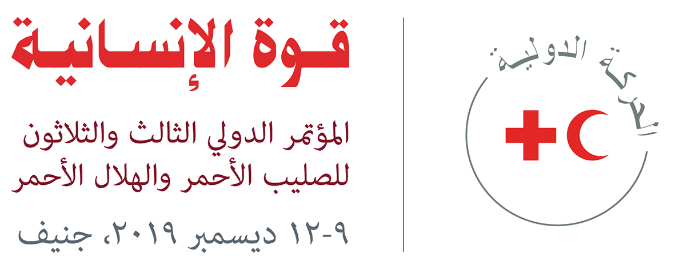 قوة الإنسانية
المؤتمر الدولي الثالث والثلاثون
للصليب الأحمر والهلال الأحمر
٩-١٢ ديسمبر ٢٠١٩، جنيف
الحركة الدولية